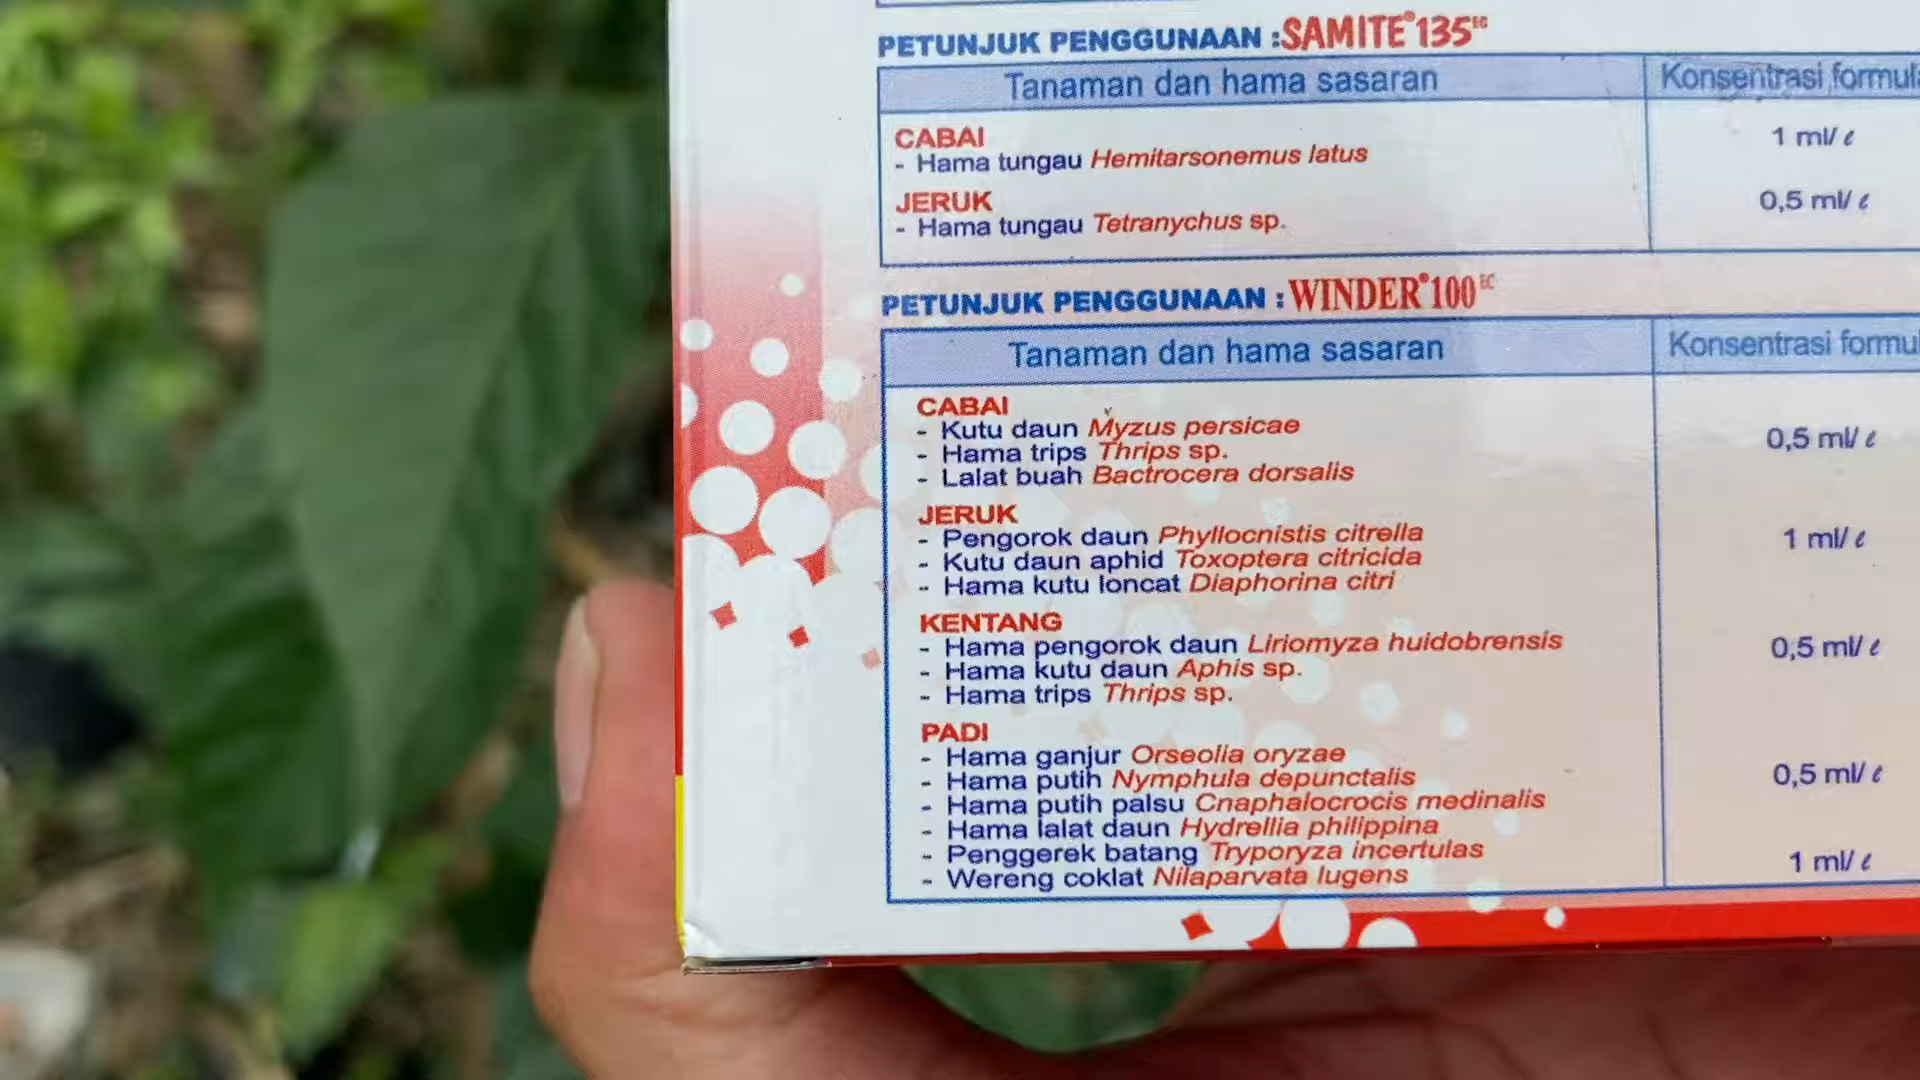 PETUNJUK PENGGUNAAN : SAMITE® 135 EC
Tanaman dan hama sasaran Konsentrasi
CABAI 1 ml/ℓ
- Hama tungau Hemitarsonemus latus
JERUK 0,5 ml/ℓ
- Hama tungau Tetranychus sp.
PETUNJUK PENGGUNAAN : WINDER® 100 EC
Tanaman dan hama sasaran Konsentrasi
CABAI
- Kutu daun Myzus persicae 0,5 ml/ℓ
- Hama trips Thrips sp.
- Lalat buah Bactrocera dorsalis
JERUK
- Pengorok daun Phyllocnistis citrella 1 ml/ℓ
- Kutu daun aphid Toxoptera citricida
- Hama kutu loncat Diaphorina citri
KENTANG
- Hama pengorok daun Liriomyza huidobrensis 0,5 ml/ℓ
- Hama kutu daun Aphis sp.
- Hama trips Thrips sp.
PADI
- Hama ganjur Orseolia oryzae
- Hama putih Nymphula depunctalis 0,5 ml/ℓ
- Hama putih palsu Cnaphalocrocis medinalis
- Hama lalat daun Hydrellia philippina
- Penggerek batang Tryporyza incertulas 1 ml/ℓ
- Wereng coklat Nilaparvata lugens